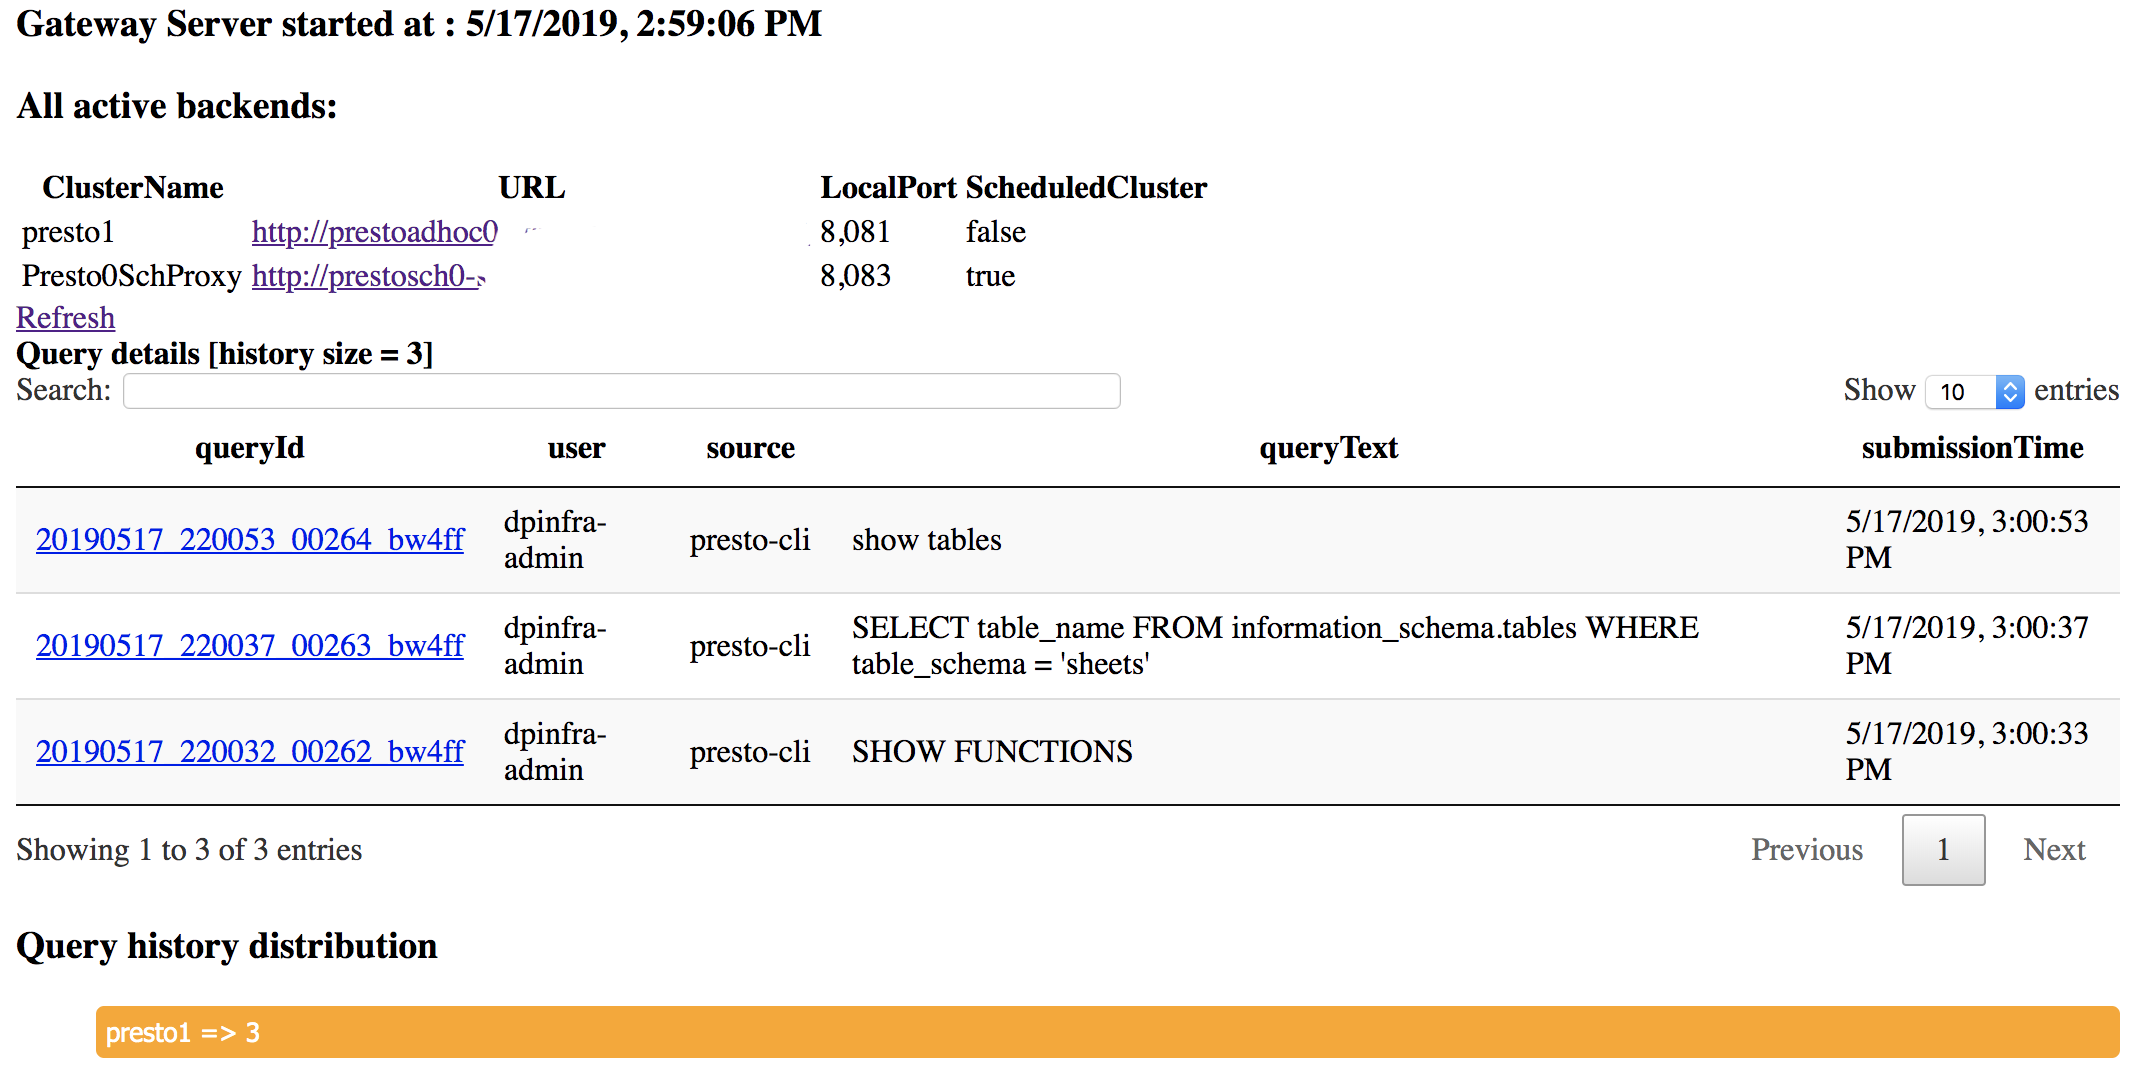 Gateway Server started at : 5/17/2019, 2:59:06 PM
All active backends:
ClusterName URL LocalPort ScheduledCluster
presto1 http://prestoadhoc0 8,081 false
Presto0SchProxy http://prestosch0- 8,083 true
Refresh
Query details [history size = 3]
Search: Show 10 entries
queryId user source queryText submissionTime
20190517_220053_00264_bw4ff dpinfra-admin presto-cli show tables 5/17/2019, 3:00:53 PM
20190517_220037_00263_bw4ff dpinfra-admin presto-cli SELECT table_name FROM information_schema.tables WHERE table_schema = 'sheets' 5/17/2019, 3:00:37 PM
20190517_220032_00262_bw4ff dpinfra-admin presto-cli SHOW FUNCTIONS 5/17/2019, 3:00:33 PM
Showing 1 to 3 of 3 entries Previous 1 Next
Query history distribution
presto1 => 3